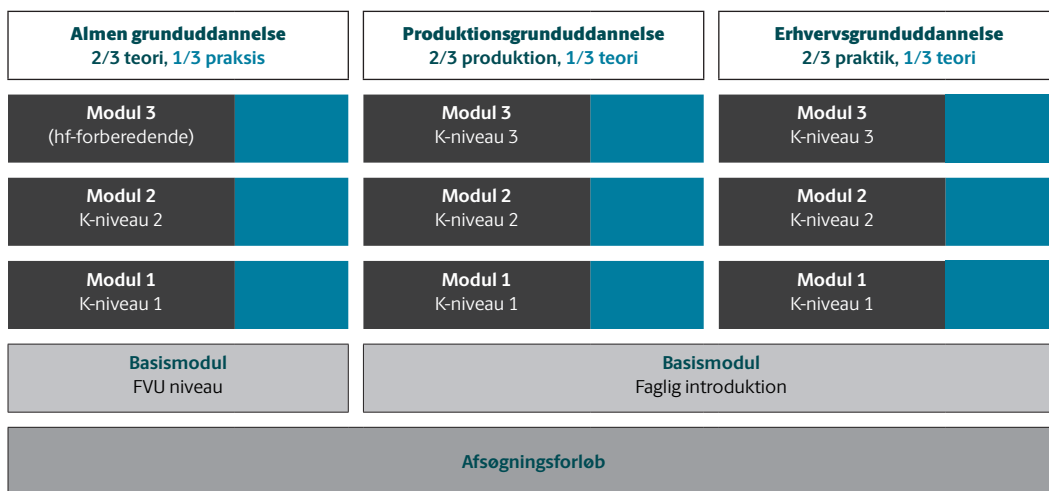 Almen grunduddannelse
2/3 teori, 1/3 praksis
Produktionsgrunduddannelse
2/3 produktion, 1/3 teori
Erhvervsgrunduddannelse
2/3 praktik, 1/3 teori
Modul 3
(hf-forberedende)
Modul 3
K-niveau 3
Modul 3
K-niveau 3
Modul 2
K-niveau 2
Modul 2
K-niveau 2
Modul 2
K-niveau 2
Modul 1
K-niveau 1
Modul 1
K-niveau 1
Modul 1
K-niveau 1
Basismodul
FVU niveau
Basismodul
Faglig introduktion
Afsøgningsforløb